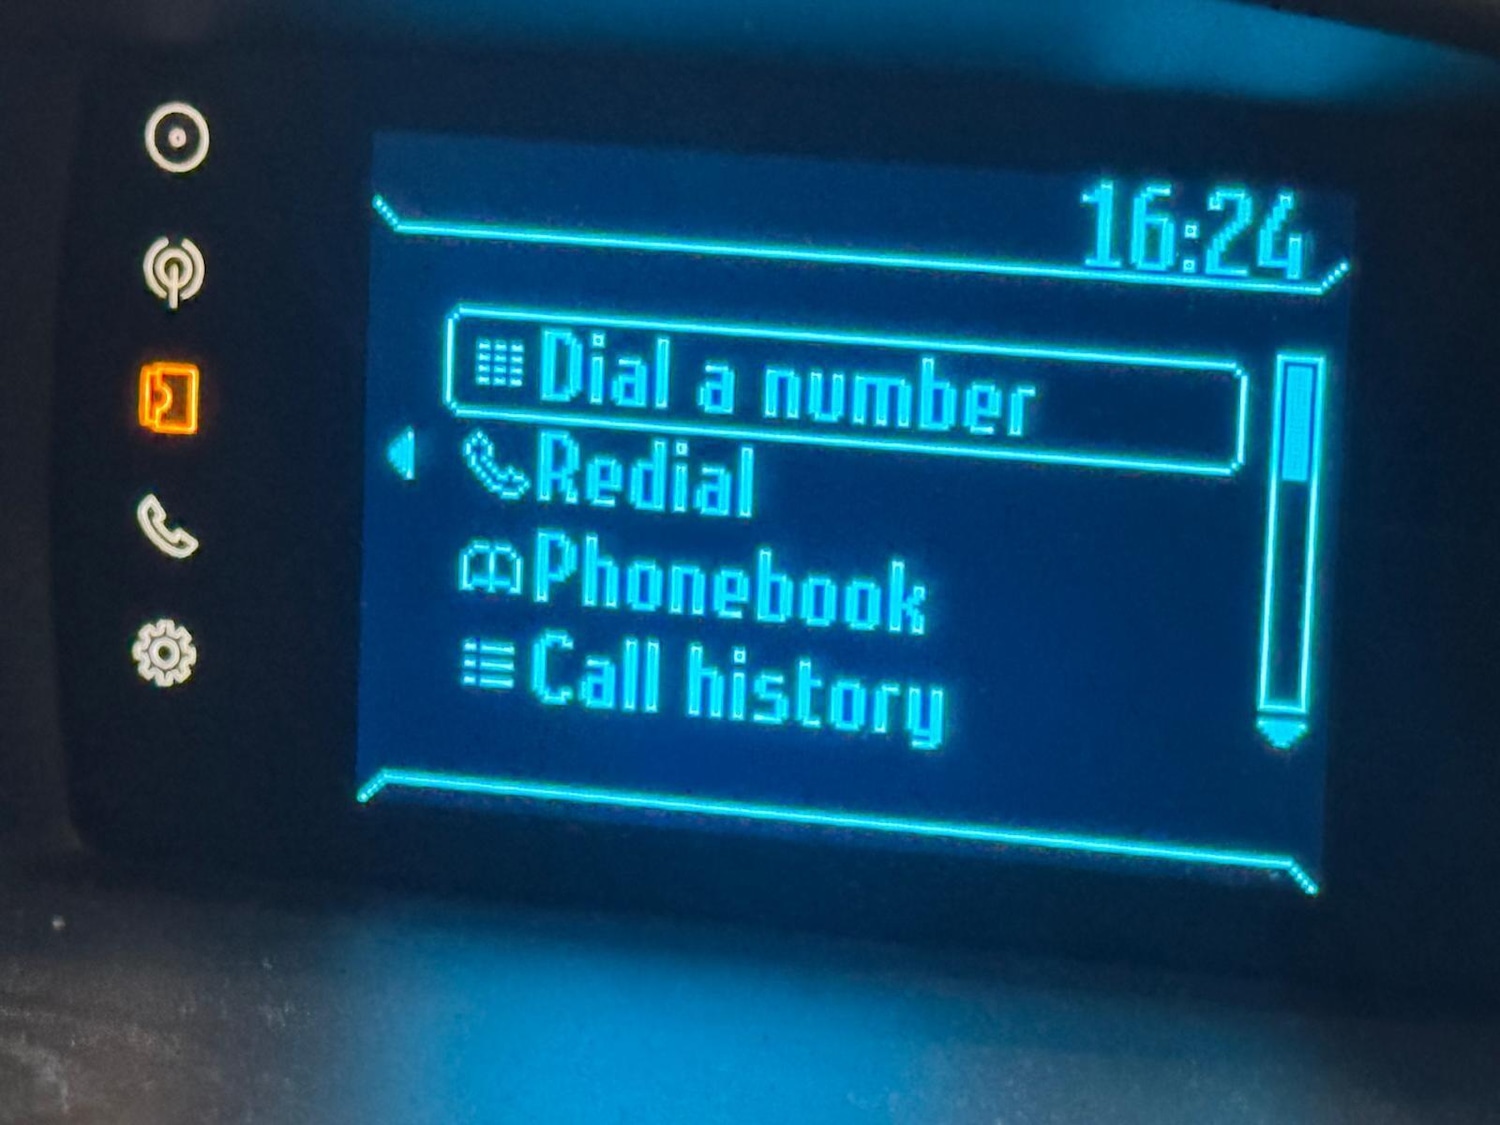 16:24
Dial a number
Redial
Phonebook
Call history